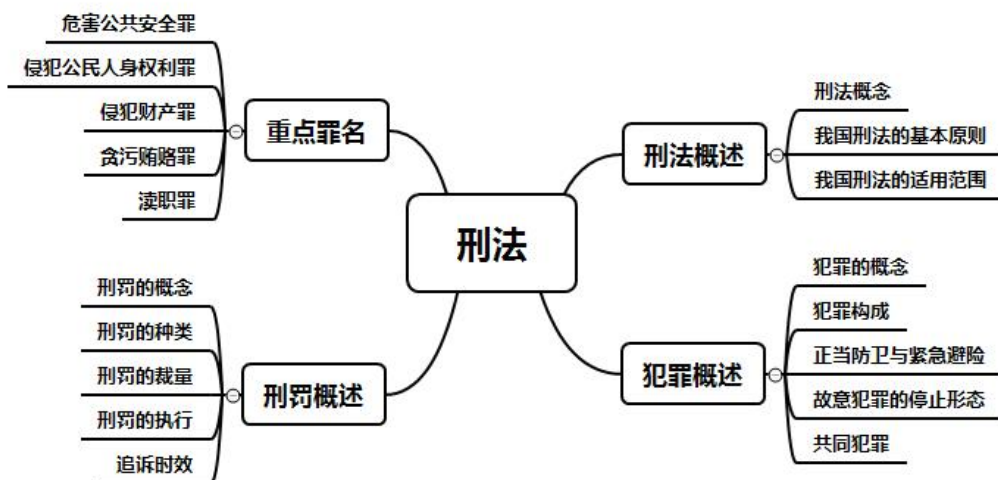 刑法
刑法概述
刑法概念
我国刑法的基本原则
我国刑法的适用范围
犯罪概述
犯罪的概念
犯罪构成
正当防卫与紧急避险
故意犯罪的停止形态
共同犯罪
重点罪名
危害公共安全罪
侵犯公民人身权利罪
侵犯财产罪
贪污贿赂罪
渎职罪
刑罚概述
刑罚的概念
刑罚的种类
刑罚的裁量
刑罚的执行
追诉时效